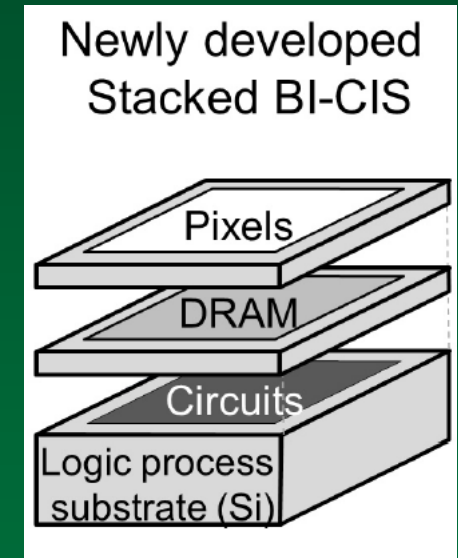 Newly developed
Stacked BI-CIS
Pixels
DRAM
Circuits
Logic process
substrate (Si)